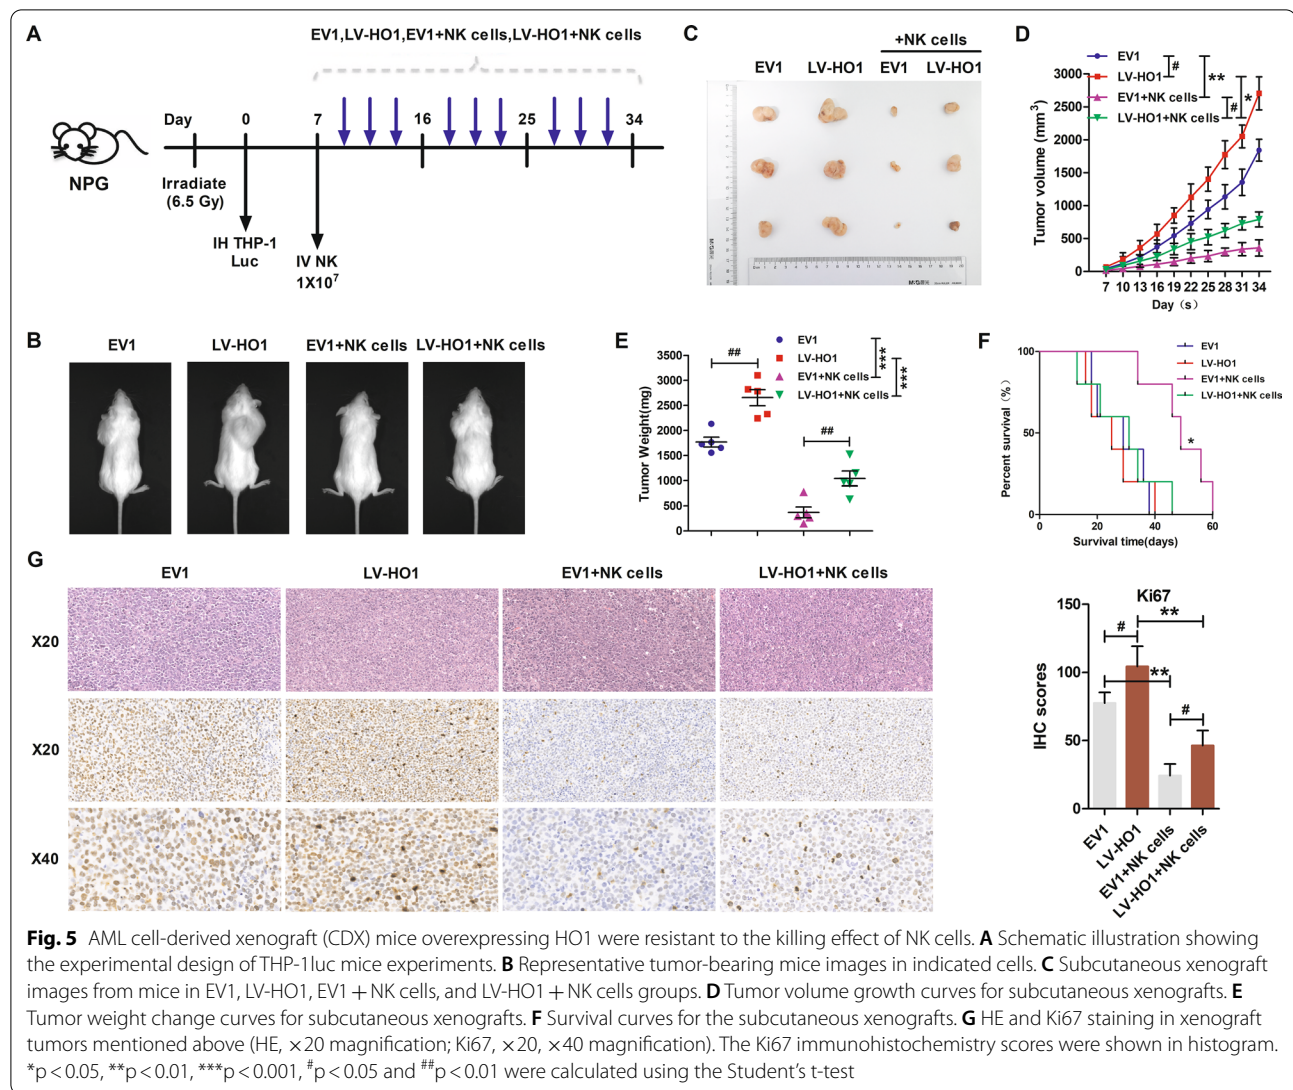 A
EV1,LV-HO1,EV1+NK cells,LV-HO1+NK cells
Day 0 7 16 25 34
NPG
Irradiate
(6.5 Gy)
IH THP-1
Luc
IV NK
1X10⁷
B
EV1 LV-HO1 EV1+NK cells LV-HO1+NK cells
C
+NK cells
EV1 LV-HO1 EV1 LV-HO1
D
EV1
LV-HO1
EV1+NK cells
LV-HO1+NK cells
# ** # *
Tumor volume (mm³)
3000
2500
2000
1500
1000
500
0
7 10 13 16 19 22 25 28 31 34
Day（s）
E
EV1
LV-HO1
EV1+NK cells
LV-HO1+NK cells
*** ***
## ##
Tumor Weight(mg)
3500
3000
2500
2000
1500
1000
500
0
F
EV1
LV-HO1
EV1+NK cells
LV-HO1+NK cells
*
Percent survival（%）
100
50
0
0 20 40 60
Survival time(days)
G
EV1 LV-HO1 EV1+NK cells LV-HO1+NK cells
X20
X20
X40
Ki67
IHC scores
150
100
50
0
# ** ** #
EV1
LV-HO1
EV1+NK cells
LV-HO1+NK cells
Fig. 5 AML cell-derived xenograft (CDX) mice overexpressing HO1 were resistant to the killing effect of NK cells. A Schematic illustration showing
the experimental design of THP-1luc mice experiments. B Representative tumor-bearing mice images in indicated cells. C Subcutaneous xenograft
images from mice in EV1, LV-HO1, EV1 + NK cells, and LV-HO1 + NK cells groups. D Tumor volume growth curves for subcutaneous xenografts. E
Tumor weight change curves for subcutaneous xenografts. F Survival curves for the subcutaneous xenografts. G HE and Ki67 staining in xenograft
tumors mentioned above (HE, ×20 magnification; Ki67, ×20, ×40 magnification). The Ki67 immunohistochemistry scores were shown in histogram.
*p < 0.05, **p < 0.01, ***p < 0.001, #p < 0.05 and ##p < 0.01 were calculated using the Student's t-test